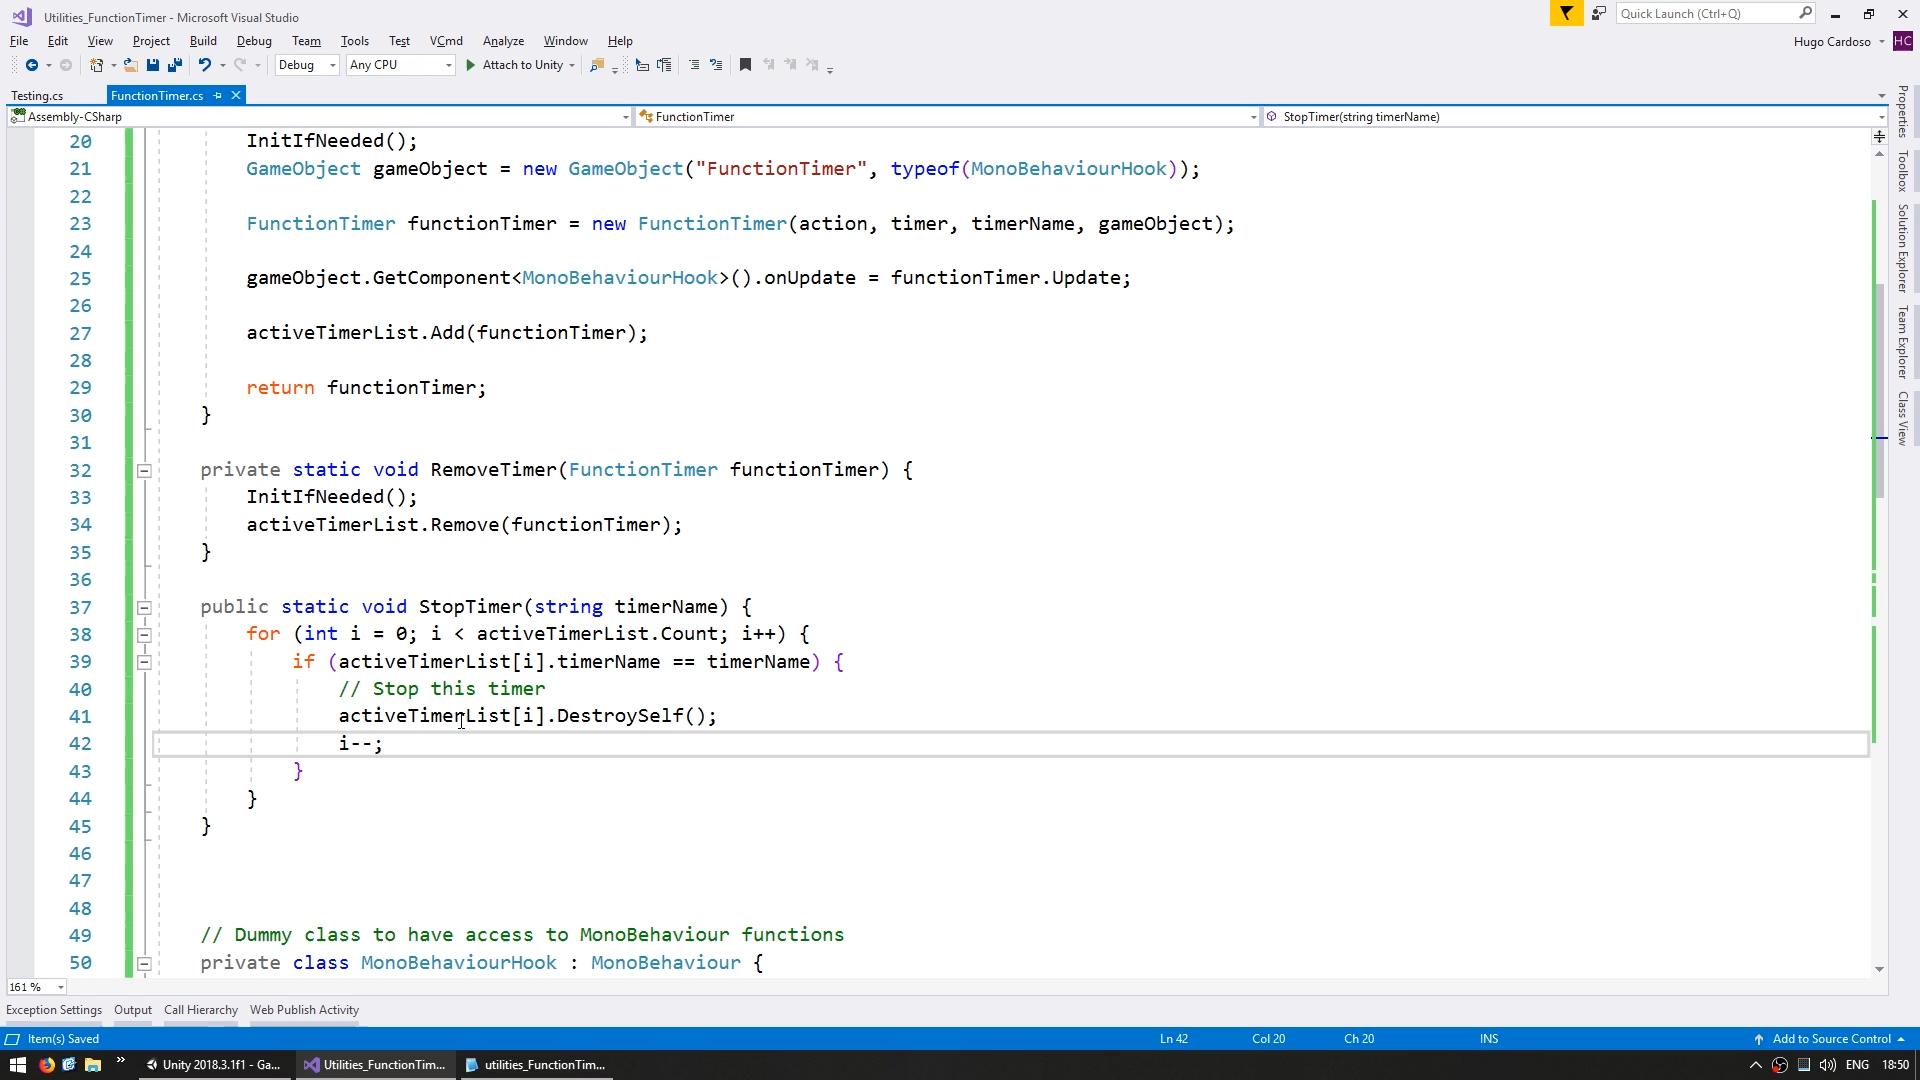 Utilities_FunctionTimer - Microsoft Visual Studio
Quick Launch (Ctrl+Q)
File Edit View Project Build Debug Team Tools Test VCmd Analyze Window Help
Hugo Cardoso HC
Debug Any CPU Attach to Unity
Testing.cs FunctionTimer.cs
Assembly-CSharp FunctionTimer StopTimer(string timerName)
20 InitIfNeeded();
21 GameObject gameObject = new GameObject("FunctionTimer", typeof(MonoBehaviourHook));
22
23 FunctionTimer functionTimer = new FunctionTimer(action, timer, timerName, gameObject);
24
25 gameObject.GetComponent<MonoBehaviourHook>().onUpdate = functionTimer.Update;
26
27 activeTimerList.Add(functionTimer);
28
29 return functionTimer;
30 }
31
32 private static void RemoveTimer(FunctionTimer functionTimer) {
33 InitIfNeeded();
34 activeTimerList.Remove(functionTimer);
35 }
36
37 public static void StopTimer(string timerName) {
38 for (int i = 0; i < activeTimerList.Count; i++) {
39 if (activeTimerList[i].timerName == timerName) {
40 // Stop this timer
41 activeTimerList[i].DestroySelf();
42 i--;
43 }
44 }
45 }
46
47
48
49 // Dummy class to have access to MonoBehaviour functions
50 private class MonoBehaviourHook : MonoBehaviour {
Properties
Toolbox
Solution Explorer
Team Explorer
Class View
161 %
Exception Settings Output Call Hierarchy Web Publish Activity
Item(s) Saved Ln 42 Col 20 Ch 20 INS Add to Source Control
Unity 2018.3.1f1 - Ga... Utilities_FunctionTim... utilities_FunctionTim... ENG 18:50